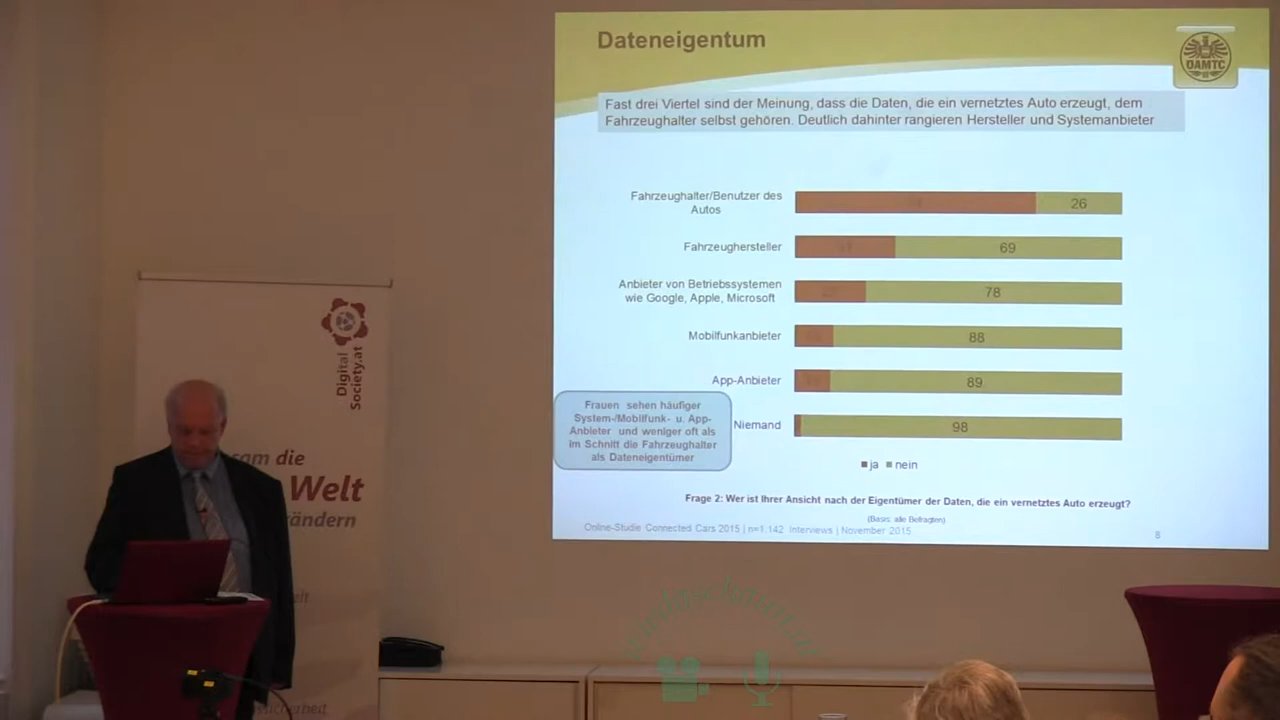 Dateneigentum
ÖAMTC
Fast drei Viertel sind der Meinung, dass die Daten, die ein vernetztes Auto erzeugt, dem
Fahrzeughalter selbst gehören. Deutlich dahinter rangieren Hersteller und Systemanbieter
Fahrzeughalter/Benutzer des
Autos
26
Fahrzeughersteller
69
Anbieter von Betriebssystemen
wie Google, Apple, Microsoft
78
Mobilfunkanbieter
88
App-Anbieter
89
Niemand
98
Frauen sehen häufiger
System-/Mobilfunk- u. App-
Anbieter und weniger oft als
im Schnitt die Fahrzeughalter
als Dateneigentümer
ja nein
Frage 2: Wer ist Ihrer Ansicht nach der Eigentümer der Daten, die ein vernetztes Auto erzeugt?
(Basis: alle Befragten)
Online-Studie Connected Cars 2015 | n=1.142 Interviews | November 2015
8
Digital
Society.at
die
Welt